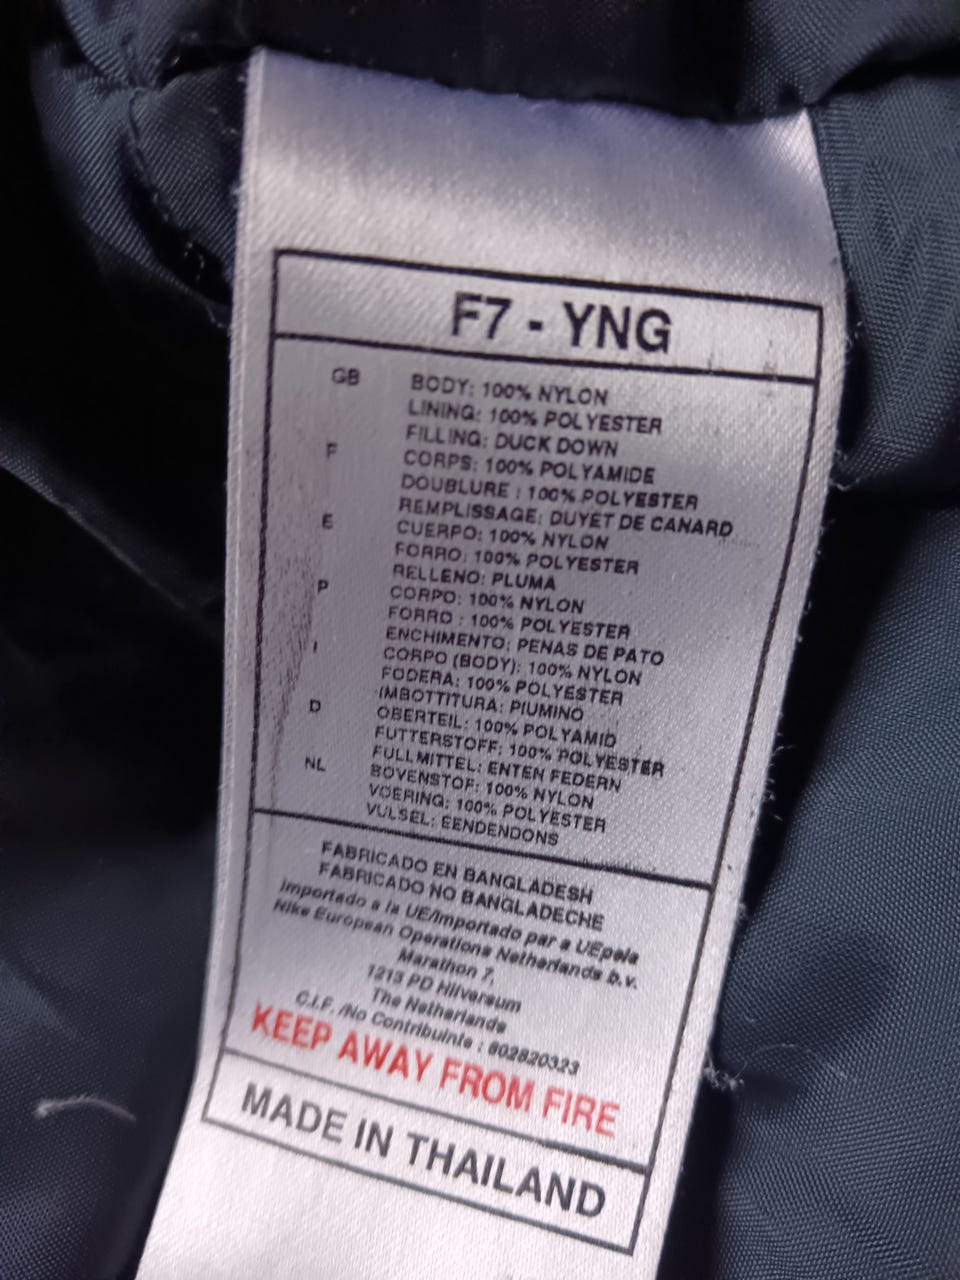 F7 - YNG
GB BODY: 100% NYLON
LINING: 100% POLYESTER
FILLING: DUCK DOWN
F CORPS: 100% POLYAMIDE
DOUBLURE : 100% POLYESTER
REMPLISSAGE: DUYET DE CANARD
E CUERPO: 100% NYLON
FORRO: 100% POLYESTER
RELLENO: PLUMA
P CORPO: 100% NYLON
FORRO : 100% POLYESTER
ENCHIMENTO: PENAS DE PATO
I CORPO (BODY): 100% NYLON
FODERA: 100% POLYESTER
IMBOTTITURA: PIUMINO
D OBERTEIL: 100% POLYAMID
FUTTERSTOFF: 100% POLYESTER
FULLMITTEL: ENTEN FEDERN
NL BOVENSTOF: 100% NYLON
VOERING: 100% POLYESTER
VULSEL: EENDENDONS
FABRICADO EN BANGLADESH
FABRICADO NO BANGLADECHE
Importado a la UE/Importado par a UEpela
Nike European Operations Netherlands b.v.
Marathon 7,
1213 PD Hilversum
The Netherlands
C.I.F. /No Contribuinte : 802820323
KEEP AWAY FROM FIRE
MADE IN THAILAND